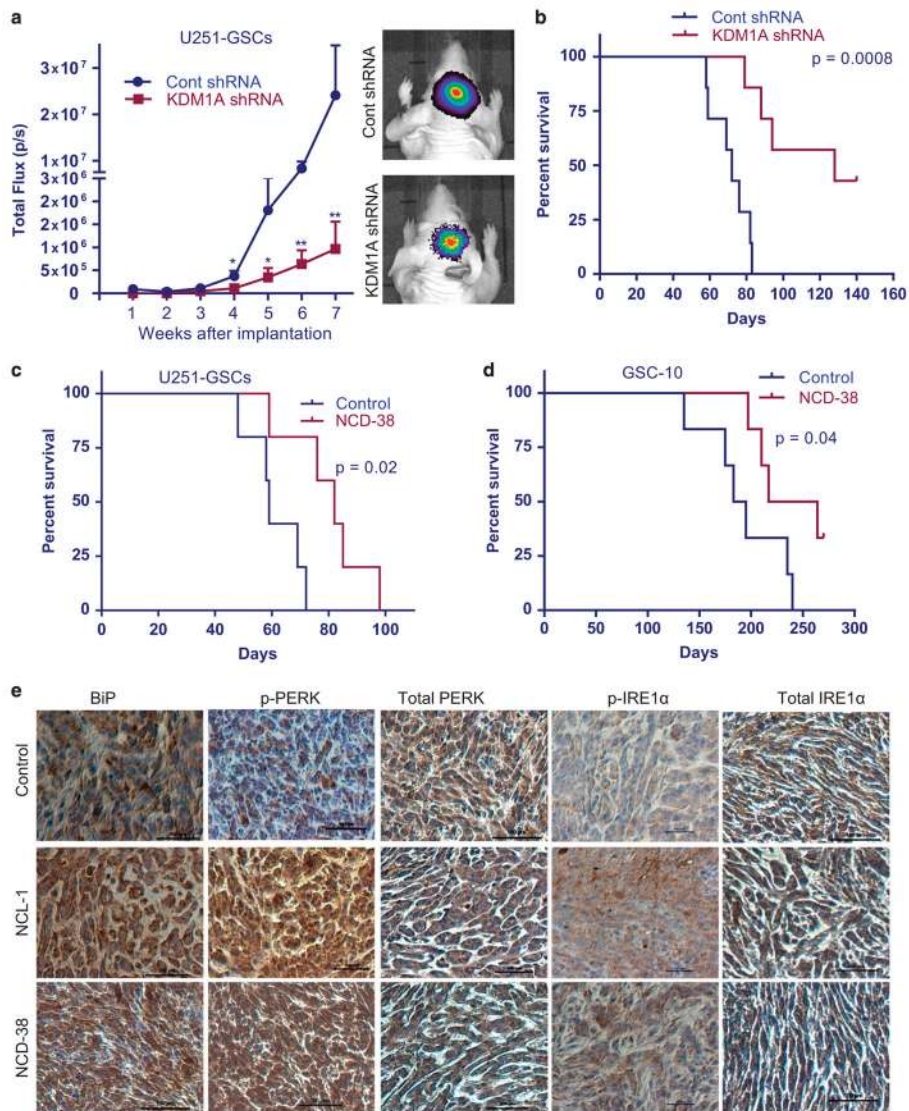 a
U251-GSCs
Total Flux (p/s)
3x10⁷
2x10⁷
1x10⁷
3x10⁶
2x10⁶
1x10⁶
5x10⁵
0
Cont shRNA
KDM1A shRNA
* * ** **
1 2 3 4 5 6 7
Weeks after implantation
Cont shRNA
KDM1A shRNA
b
Cont shRNA
KDM1A shRNA
p = 0.0008
Percent survival
100
75
50
25
0
0 20 40 60 80 100 120 140 160
Days
c
U251-GSCs
Control
NCD-38
p = 0.02
Percent survival
100
75
50
25
0
0 20 40 60 80 100
Days
d
GSC-10
Control
NCD-38
p = 0.04
Percent survival
100
75
50
25
0
0 50 100 150 200 250 300
Days
e
BiP p-PERK Total PERK p-IRE1α Total IRE1α
Control
NCL-1
NCD-38